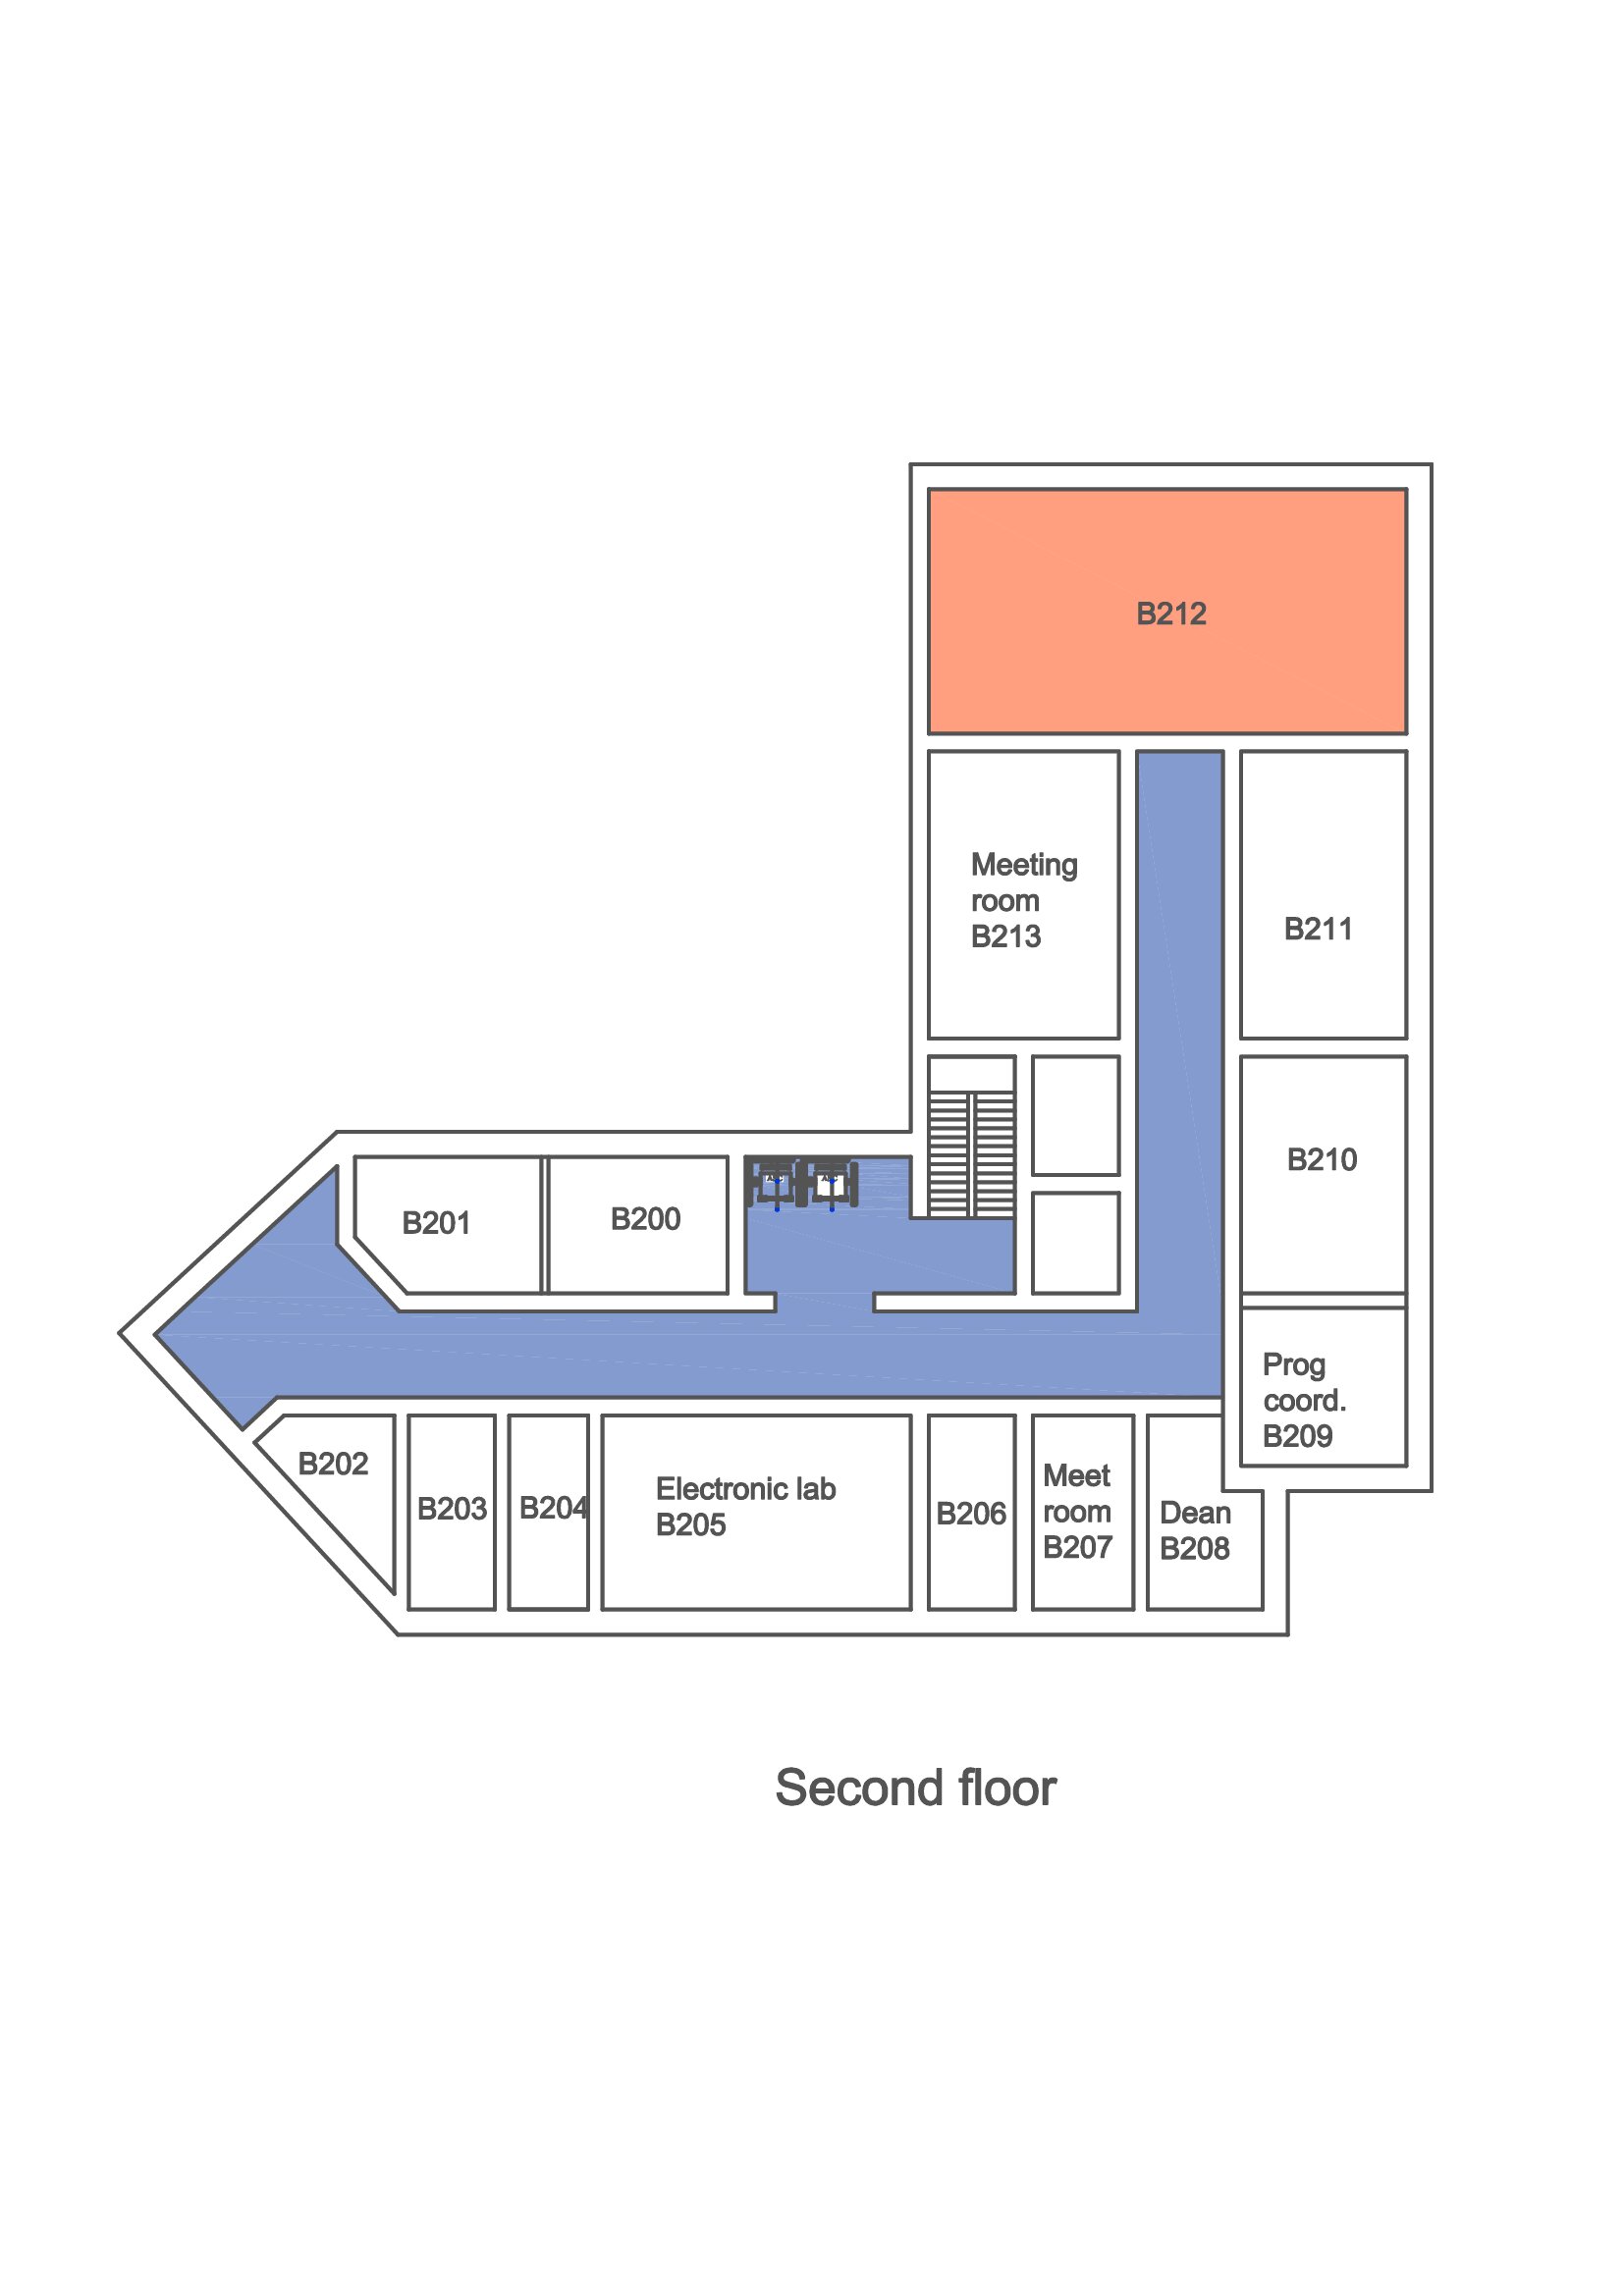 B212
Meeting
room
B213
B211
B210
B201
B200
Prog
coord.
B209
B202
B203
B204
Electronic lab
B205
B206
Meet
room
B207
Dean
B208
Second floor